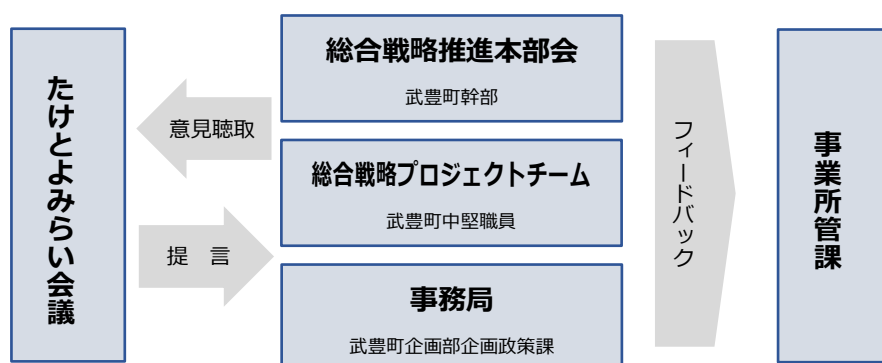 たけとよみらい会議
意見聴取
提　言
総合戦略推進本部会
武豊町幹部
総合戦略プロジェクトチーム
武豊町中堅職員
事務局
武豊町企画部企画政策課
フィードバック
事業所管課